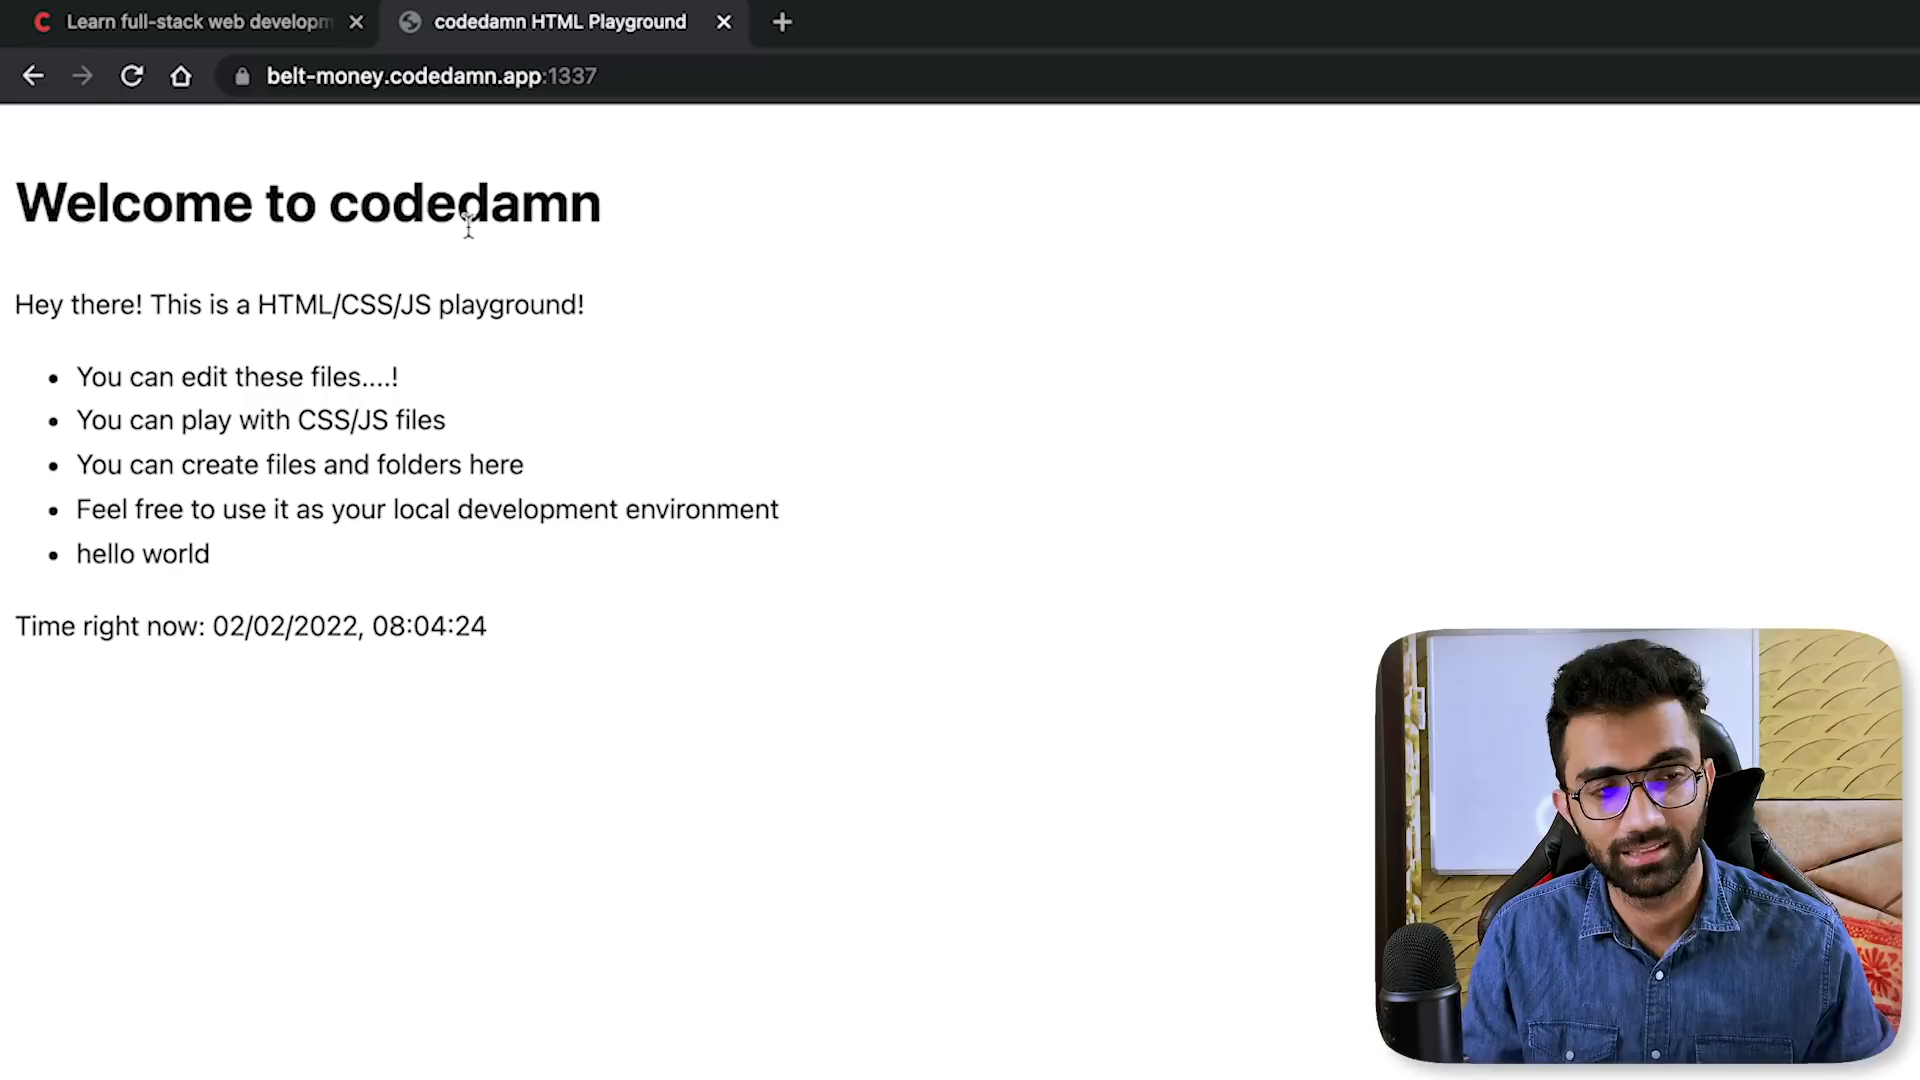 Learn full-stack web developm
codedamn HTML Playground
belt-money.codedamn.app:1337
Welcome to codedamn
Hey there! This is a HTML/CSS/JS playground!
You can edit these files....!
You can play with CSS/JS files
You can create files and folders here
Feel free to use it as your local development environment
hello world
Time right now: 02/02/2022, 08:04:24